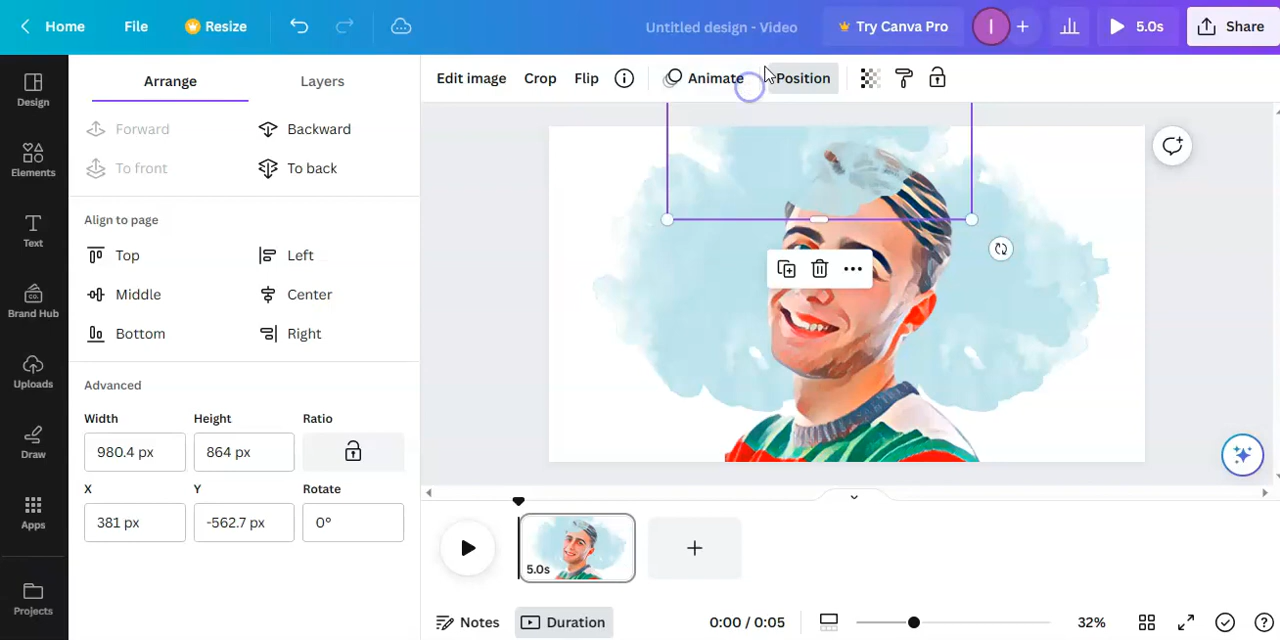 Home File Resize Untitled design - Video Try Canva Pro I 5.0s Share
Design
Elements
Text
CO.
Brand Hub
Uploads
Draw
Apps
Projects
Arrange Layers
Forward Backward
To front To back
Align to page
Top Left
Middle Center
Bottom Right
Advanced
Width Height Ratio
980.4 px 864 px
X Y Rotate
381 px -562.7 px 0°
Edit image Crop Flip Animate Position
5.0s
Notes Duration 0:00 / 0:05 32%